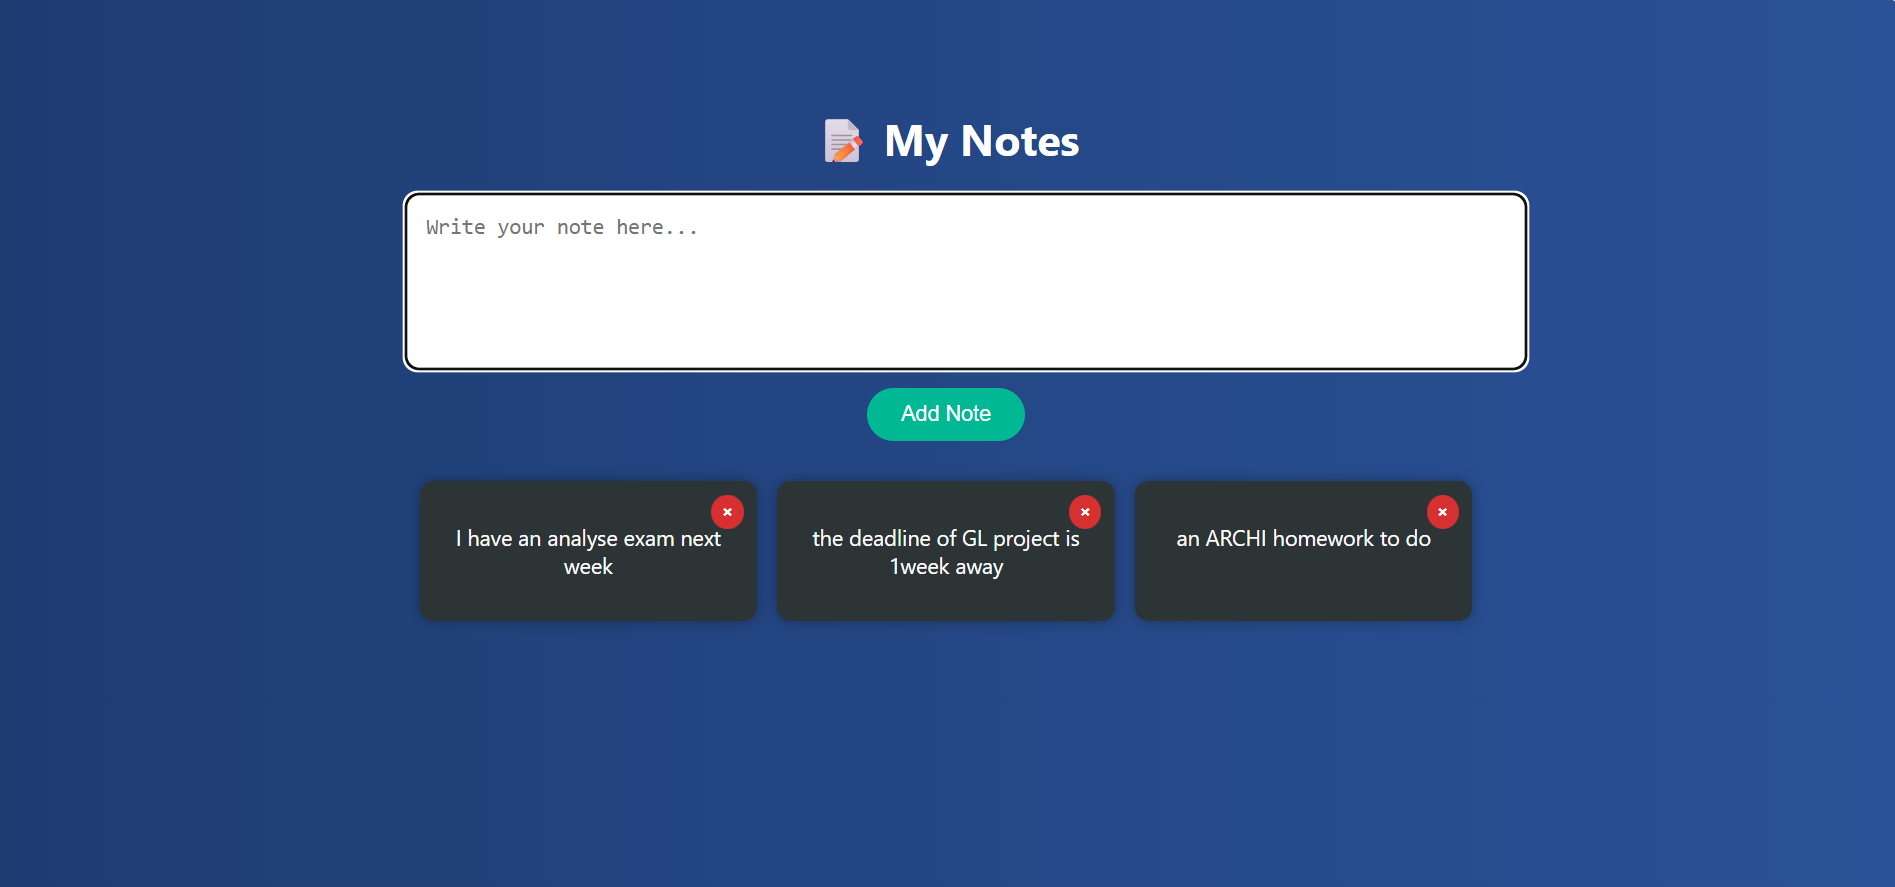 My Notes
Write your note here...
Add Note
I have an analyse exam next
week
the deadline of GL project is
1week away
an ARCHI homework to do